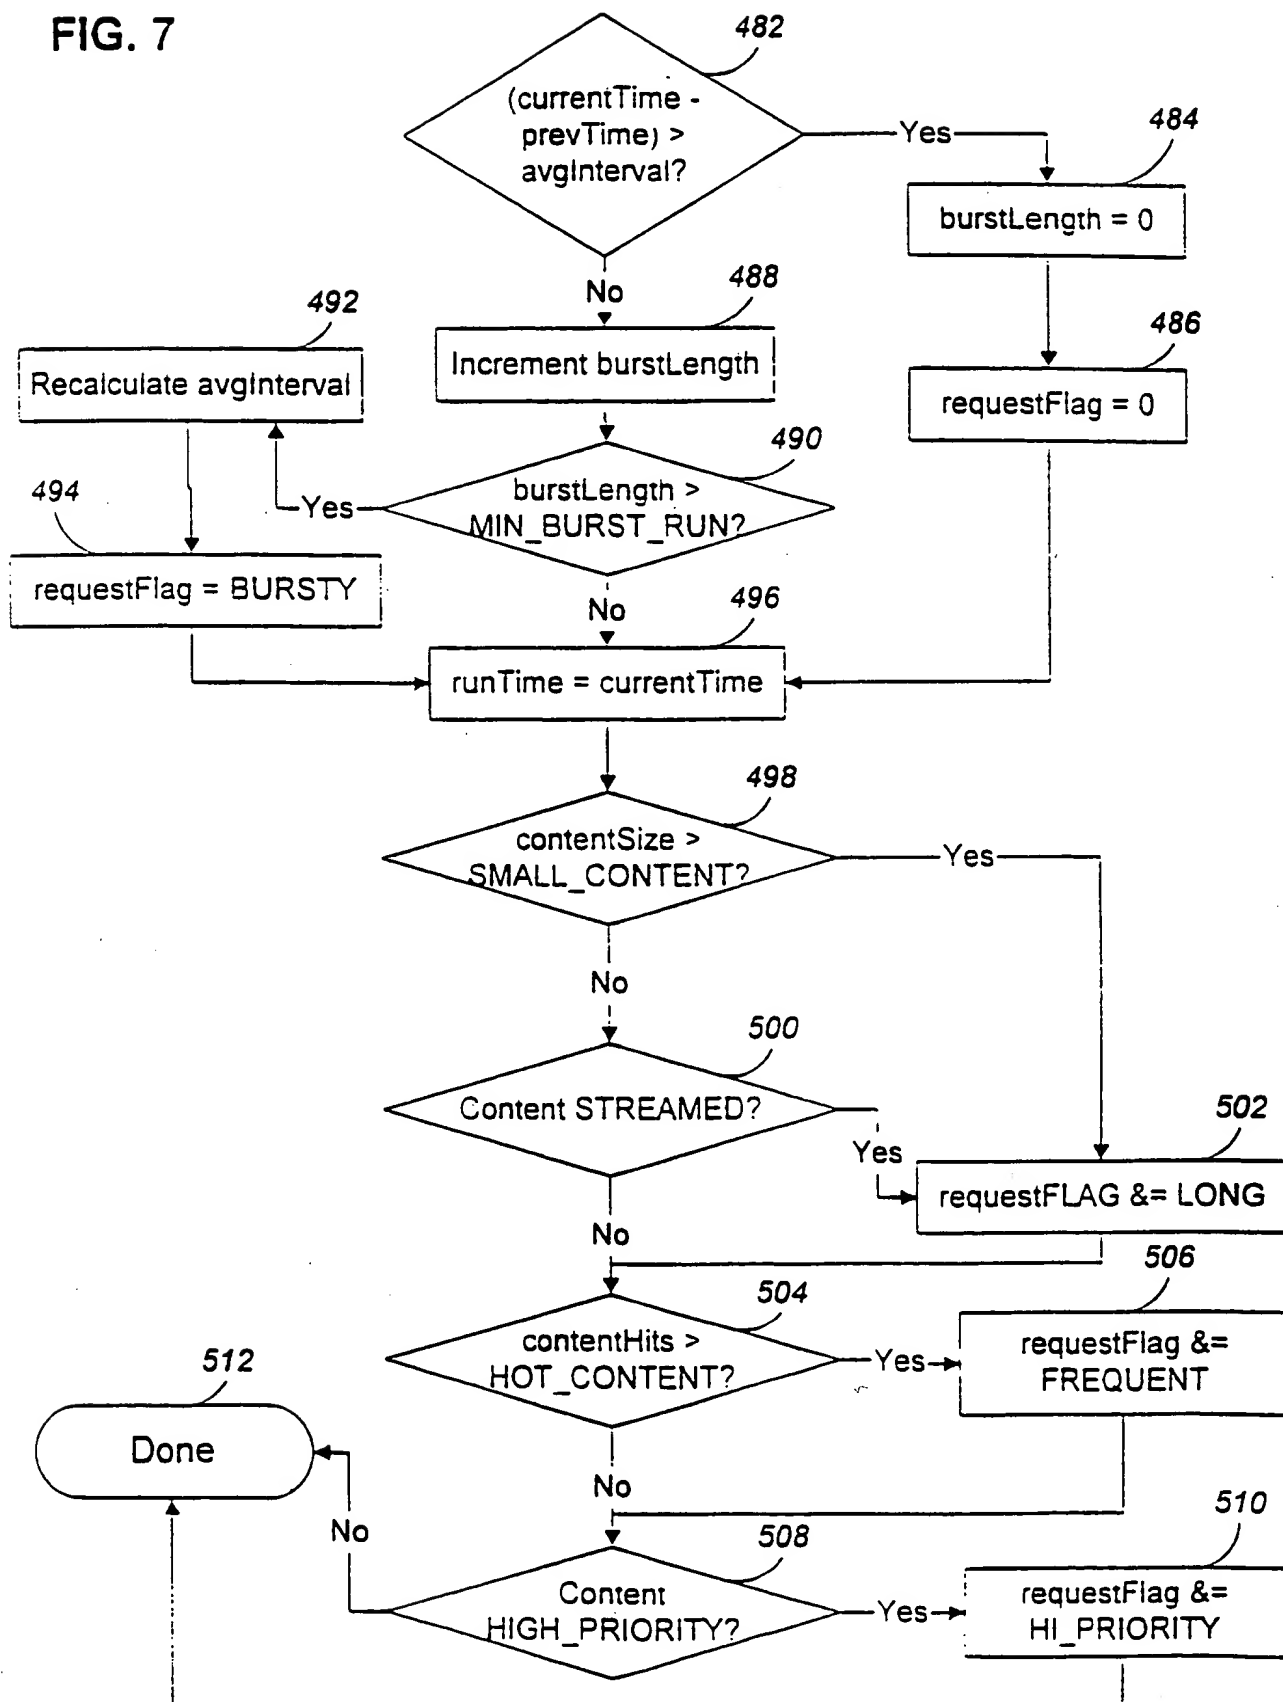 FIG. 7
482
(currentTime -
prevTime) >
avgInterval?
Yes
484
burstLength = 0
No
488
486
492
Increment burstLength
requestFlag = 0
Recalculate avgInterval
490
burstLength >
MIN_BURST_RUN?
Yes
494
requestFlag = BURSTY
No
496
runTime = currentTime
498
contentSize >
SMALL_CONTENT?
Yes
No
500
Content STREAMED?
Yes
502
requestFLAG &= LONG
No
504
506
contentHits >
HOT_CONTENT?
Yes
requestFlag &=
FREQUENT
512
Done
No
No
508
510
Content
HIGH_PRIORITY?
Yes
requestFlag &=
HI_PRIORITY